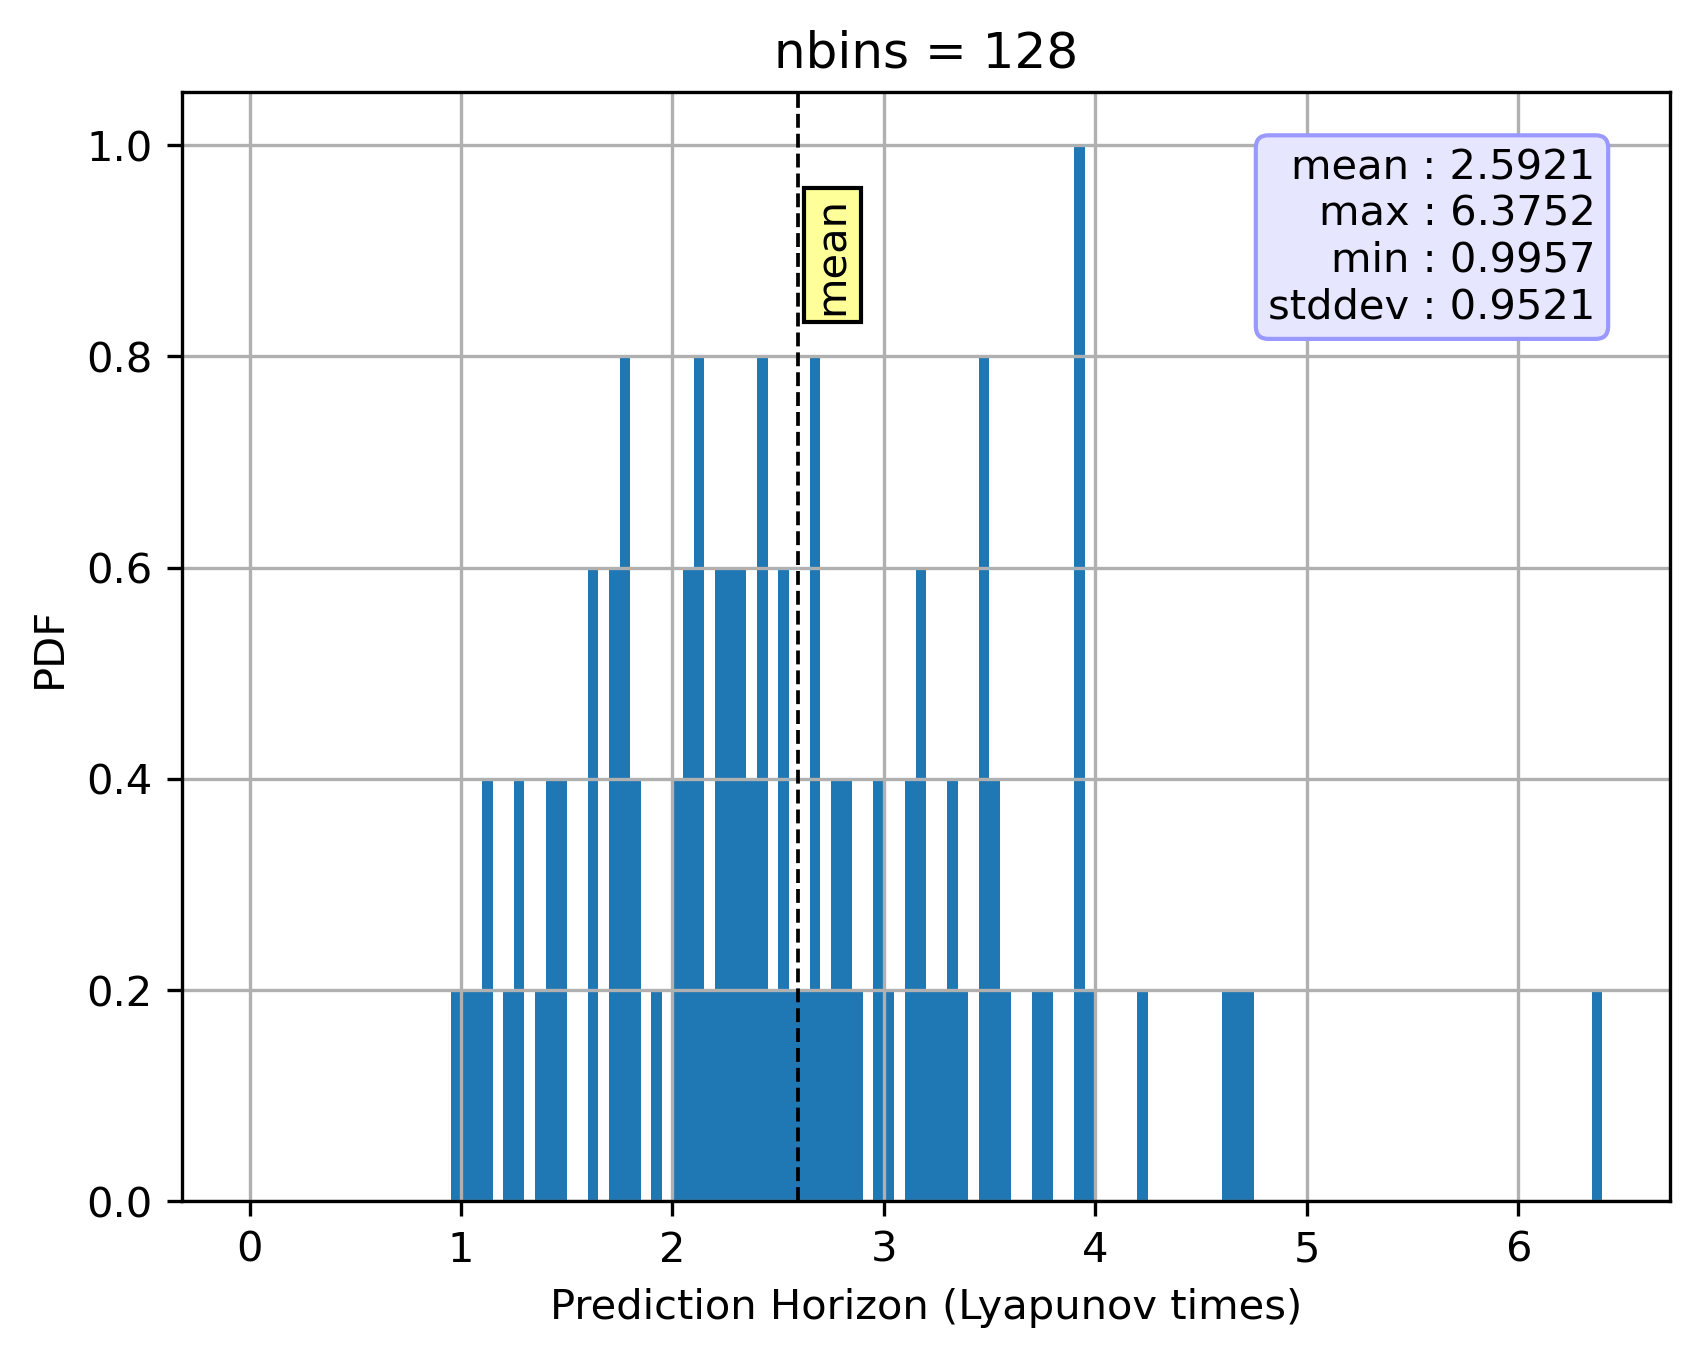 nbins = 128
mean : 2.5921
max : 6.3752
min : 0.9957
stddev : 0.9521
mean
PDF
1.0
0.8
0.6
0.4
0.2
0.0
0 1 2 3 4 5 6
Prediction Horizon (Lyapunov times)